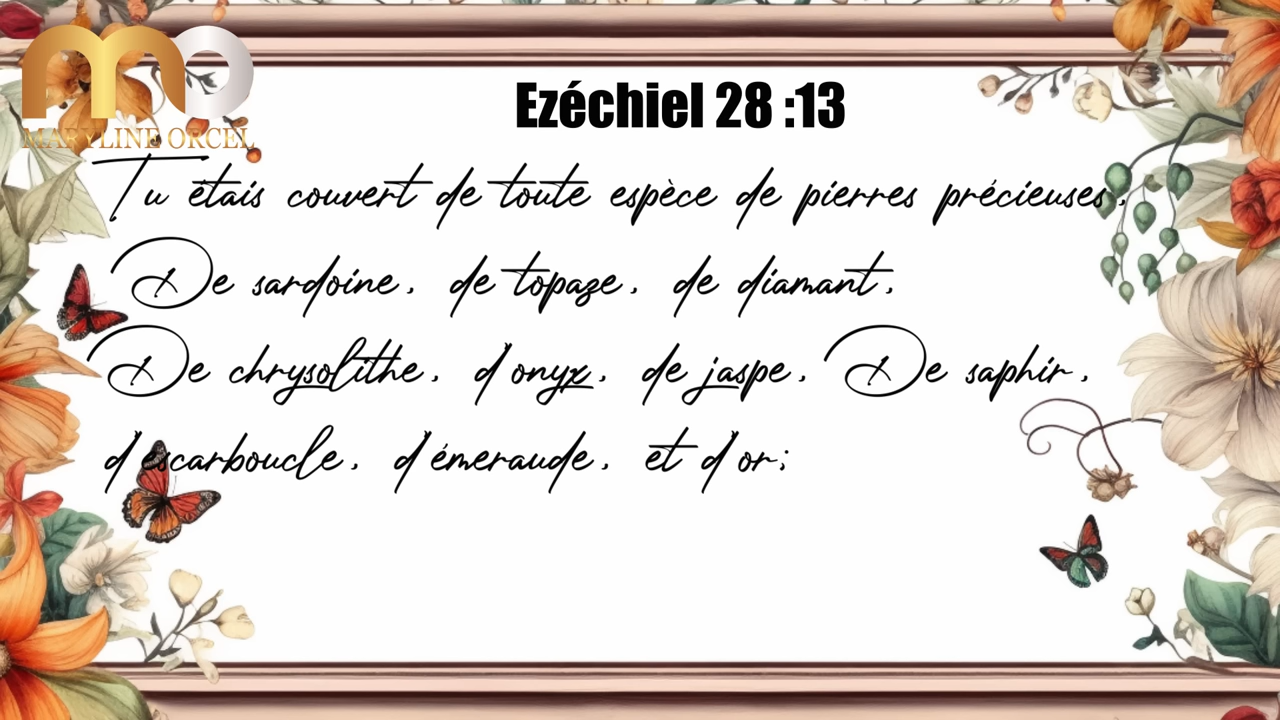 MO
MARYLINE ORCEL
Ezéchiel 28 :13
Tu étais couvert de toute espèce de pierres précieuses,
De sardoine, de topaze, de diamant,
De chrysolithe, d'onyx, de jaspe, De saphir,
d'escarboucle, d'émeraude, et d'or;